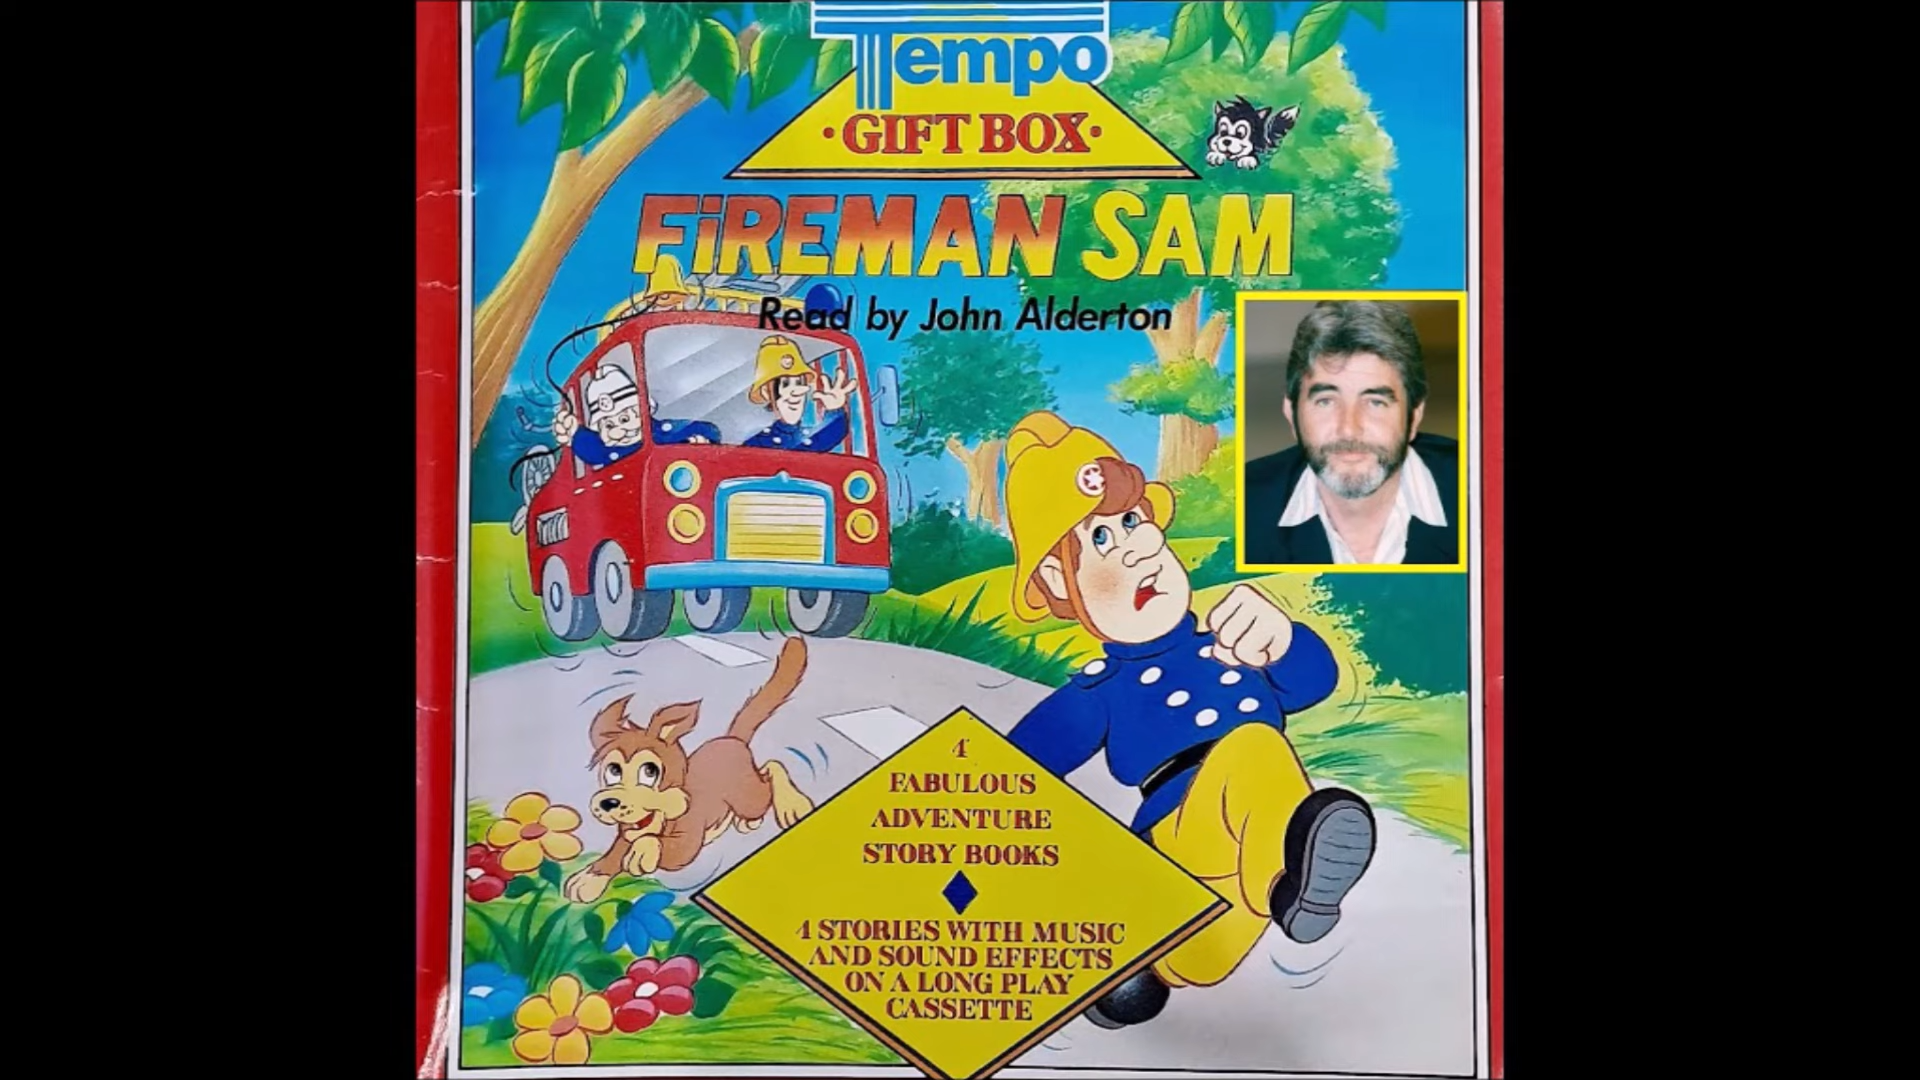 Tempo
·GIFT BOX·
FiREMAN SAM
Read by John Alderton
4
FABULOUS
ADVENTURE
STORY BOOKS
4 STORIES WITH MUSIC
AND SOUND EFFECTS
ON A LONG PLAY
CASSETTE